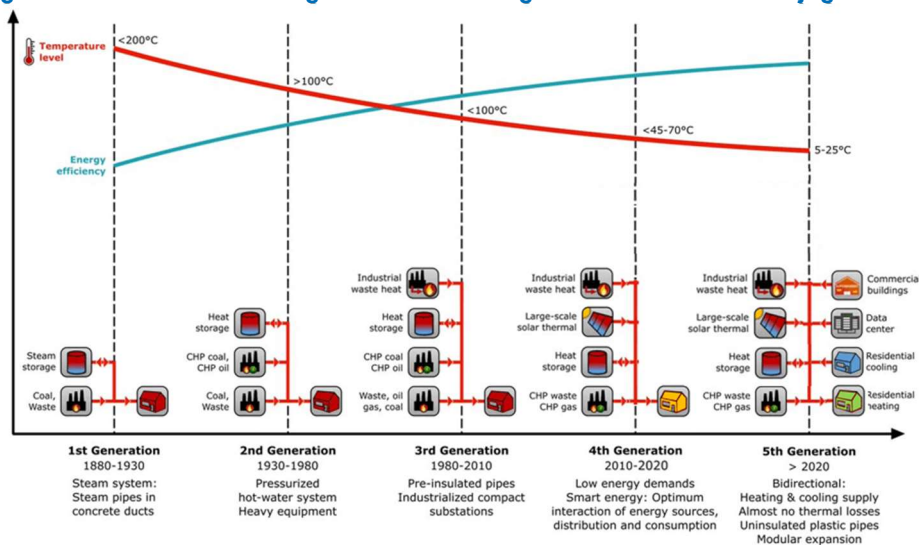 Temperature
level
<200°C
>100°C
<100°C
<45-70°C
5-25°C
Energy
efficiency
Steam
storage
Coal,
Waste
Heat
storage
CHP coal,
CHP oil
Coal,
Waste
Industrial
waste heat
Heat
storage
CHP coal
CHP oil
Waste, oil
gas, coal
Industrial
waste heat
Large-scale
solar thermal
Heat
storage
CHP waste
CHP gas
Industrial
waste heat
Large-scale
solar thermal
Heat
storage
CHP waste
CHP gas
Commercia
buildings
Data
center
Residential
cooling
Residential
heating
1st Generation
1880-1930
Steam system:
Steam pipes in
concrete ducts
2nd Generation
1930-1980
Pressurized
hot-water system
Heavy equipment
3rd Generation
1980-2010
Pre-insulated pipes
Industrialized compact
substations
4th Generation
2010-2020
Low energy demands
Smart energy: Optimum
interaction of energy sources,
distribution and consumption
5th Generation
> 2020
Bidirectional:
Heating & cooling supply
Almost no thermal losses
Uninsulated plastic pipes
Modular expansion